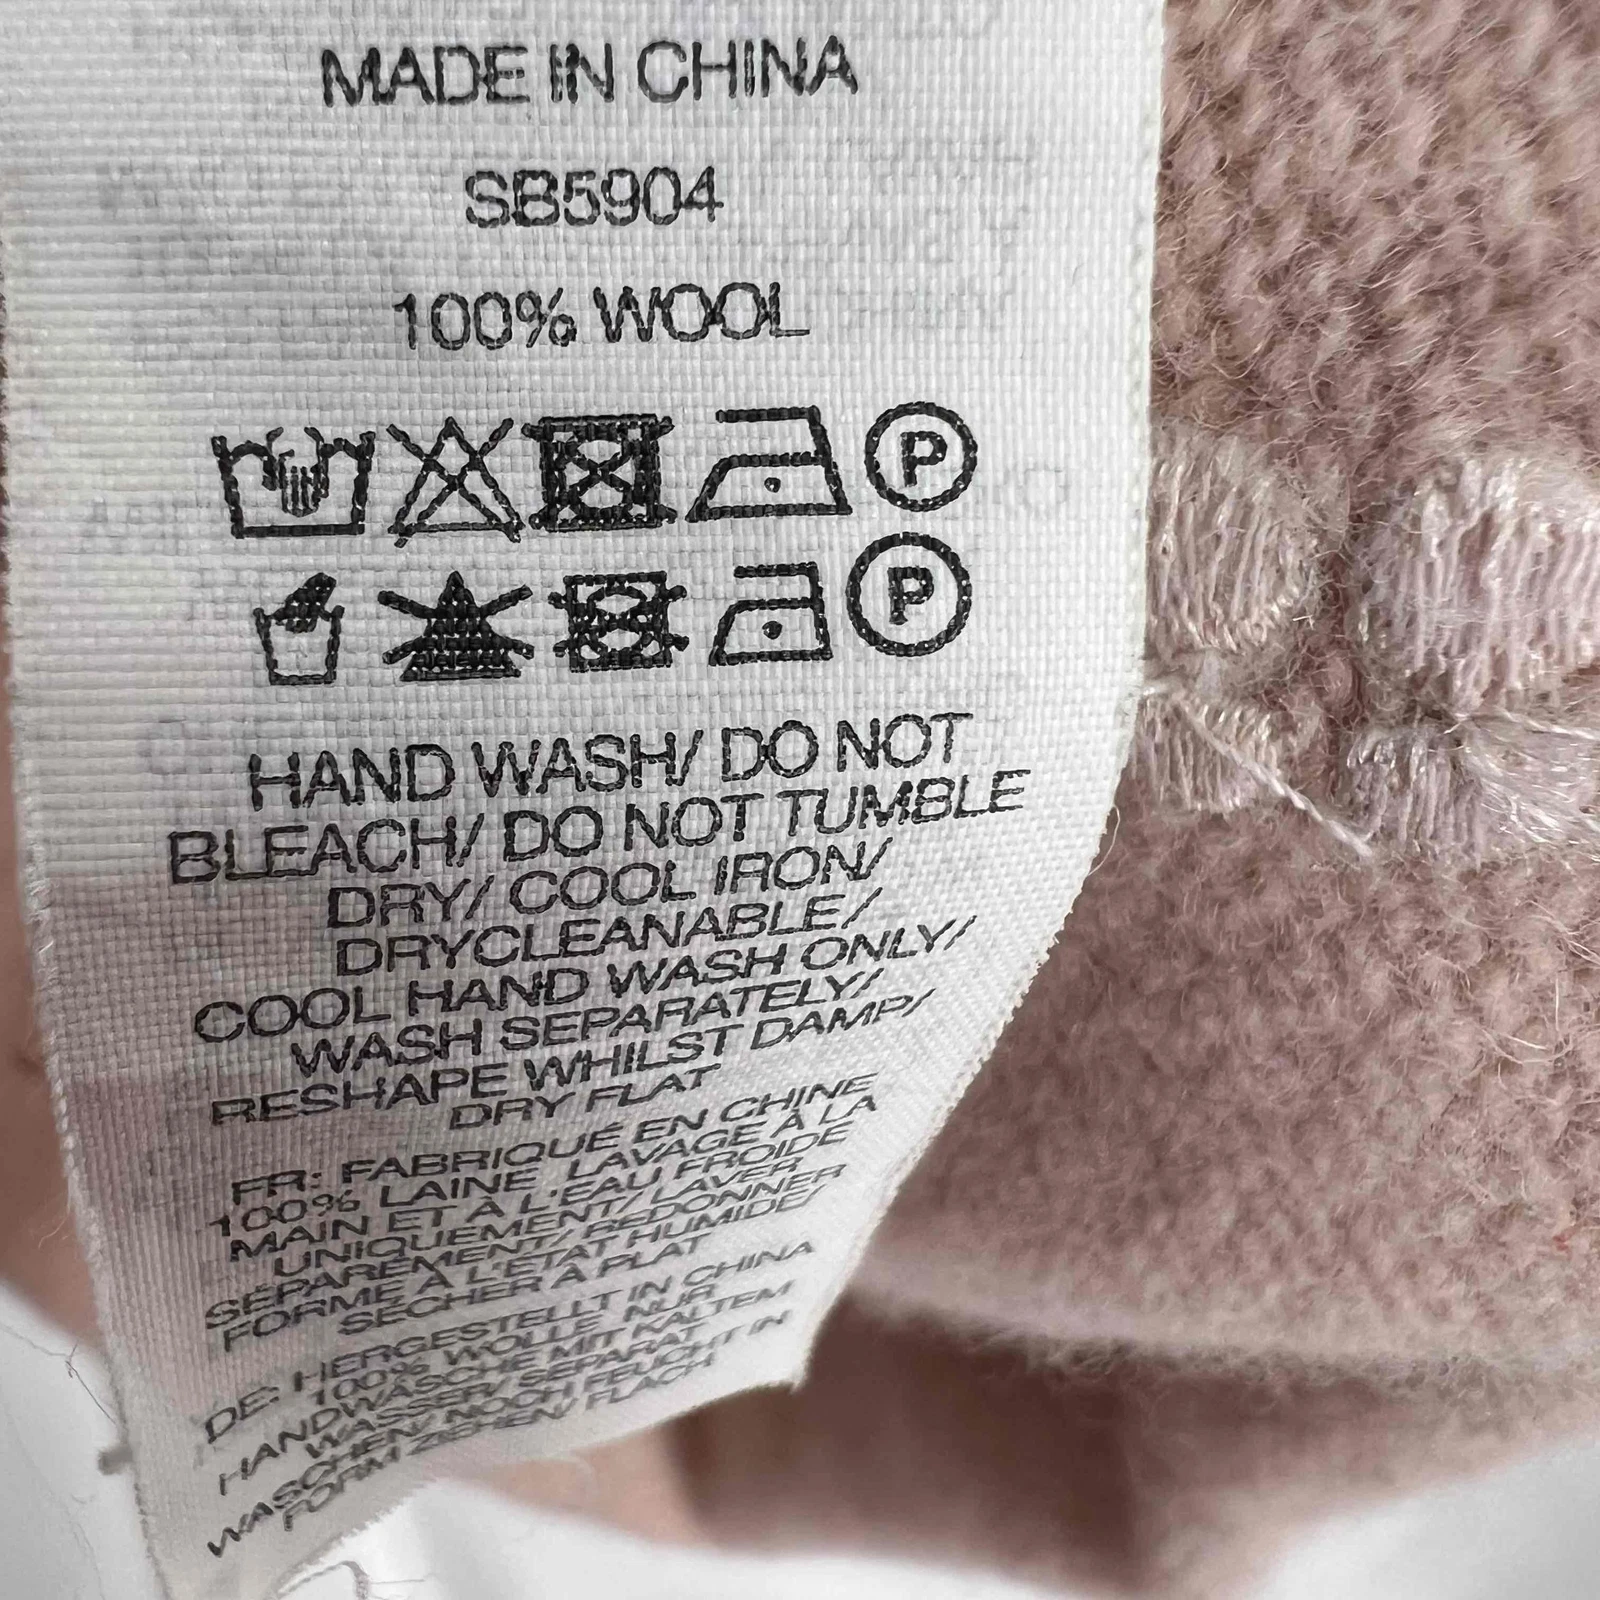 MADE IN CHINA
SB5904
100% WOOL
P
P
HAND WASH/ DO NOT
BLEACH/ DO NOT TUMBLE
DRY/ COOL IRON/
DRYCLEANABLE/
COOL HAND WASH ONLY/
WASH SEPARATELY/
RESHAPE WHILST DAMP/
DRY FLAT
FR: FABRIQUÉ EN CHINE
100% LAINE LAVAGE À LA
MAIN ET À L'EAU FROIDE
UNIQUEMENT/ LAVER
SÉPARÉMENT/ REDONNER
FORME À L'ÉTAT HUMIDE/
SÉCHER À PLAT
DE: HERGESTELLT IN CHINA
100% WOLLE NUR
HANDWÄSCHE MIT KALTEM
WASSER/ SEPARAT
WASCHEN/ NOCH FEUCHT IN
FORM ZIEHEN/ FLACH